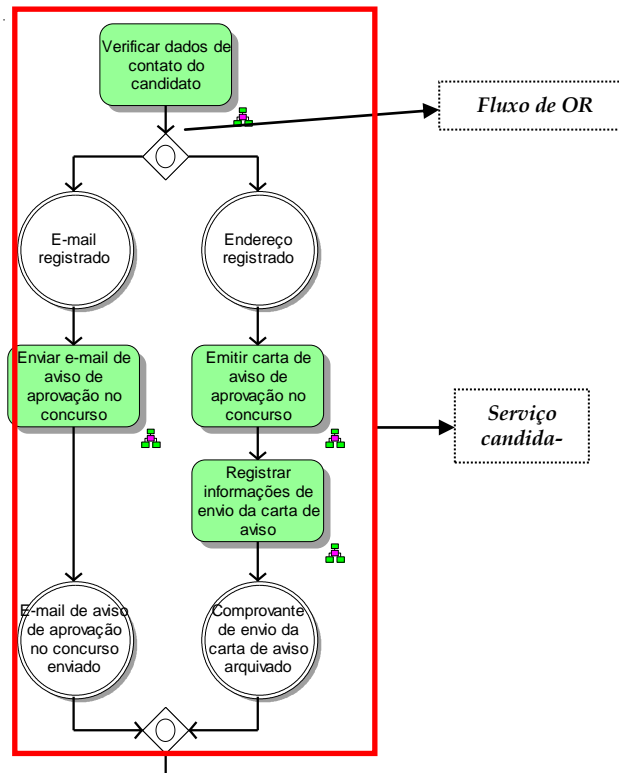 Verificar dados de
contato do
candidato
Fluxo de OR
E-mail
registrado
Endereço
registrado
Enviar e-mail de
aviso de
aprovação no
concurso
Emitir carta de
aviso de
aprovação no
concurso
Serviço
candida-
Registrar
informações de
envio da carta de
aviso
E-mail de aviso
de aprovação
no concurso
enviado
Comprovante
de envio da
carta de aviso
arquivado